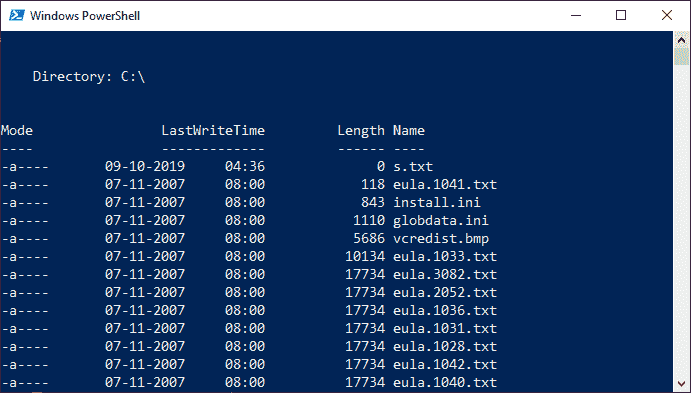 Windows PowerShell
Directory: C:\
Mode LastWriteTime Length Name
---- ------------- ------ ----
-a---- 09-10-2019 04:36 0 s.txt
-a---- 07-11-2007 08:00 118 eula.1041.txt
-a---- 07-11-2007 08:00 843 install.ini
-a---- 07-11-2007 08:00 1110 globdata.ini
-a---- 07-11-2007 08:00 5686 vcredist.bmp
-a---- 07-11-2007 08:00 10134 eula.1033.txt
-a---- 07-11-2007 08:00 17734 eula.3082.txt
-a---- 07-11-2007 08:00 17734 eula.2052.txt
-a---- 07-11-2007 08:00 17734 eula.1036.txt
-a---- 07-11-2007 08:00 17734 eula.1031.txt
-a---- 07-11-2007 08:00 17734 eula.1028.txt
-a---- 07-11-2007 08:00 17734 eula.1042.txt
-a---- 07-11-2007 08:00 17734 eula.1040.txt